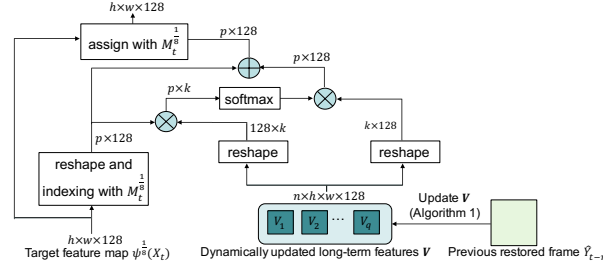 h×w×128
assign with M_t^{1/8}
p×128
p×128
p×k
softmax
128×k
k×128
p×128
reshape
reshape
reshape and
indexing with M_t^{1/8}
n×h×w×128
V_1 V_2 ⋯ V_q
Update V
(Algorithm 1)
h×w×128
Target feature map ψ^{1/8}(X_t)
Dynamically updated long-term features V
Previous restored frame